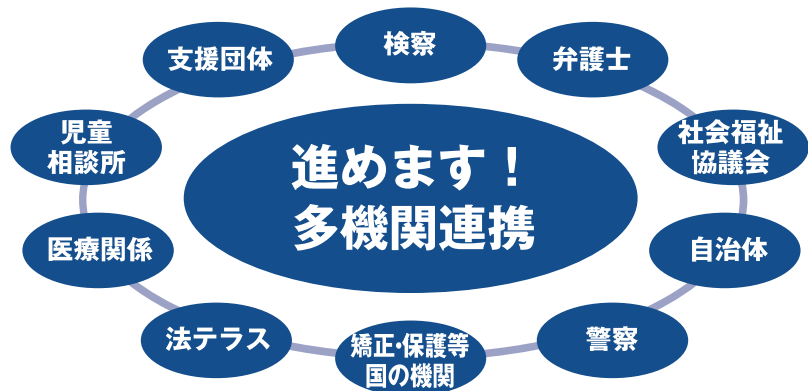 検察
支援団体
弁護士
児童
相談所
社会福祉
協議会
進めます！
多機関連携
医療関係
自治体
法テラス
警察
矯正・保護等
国の機関